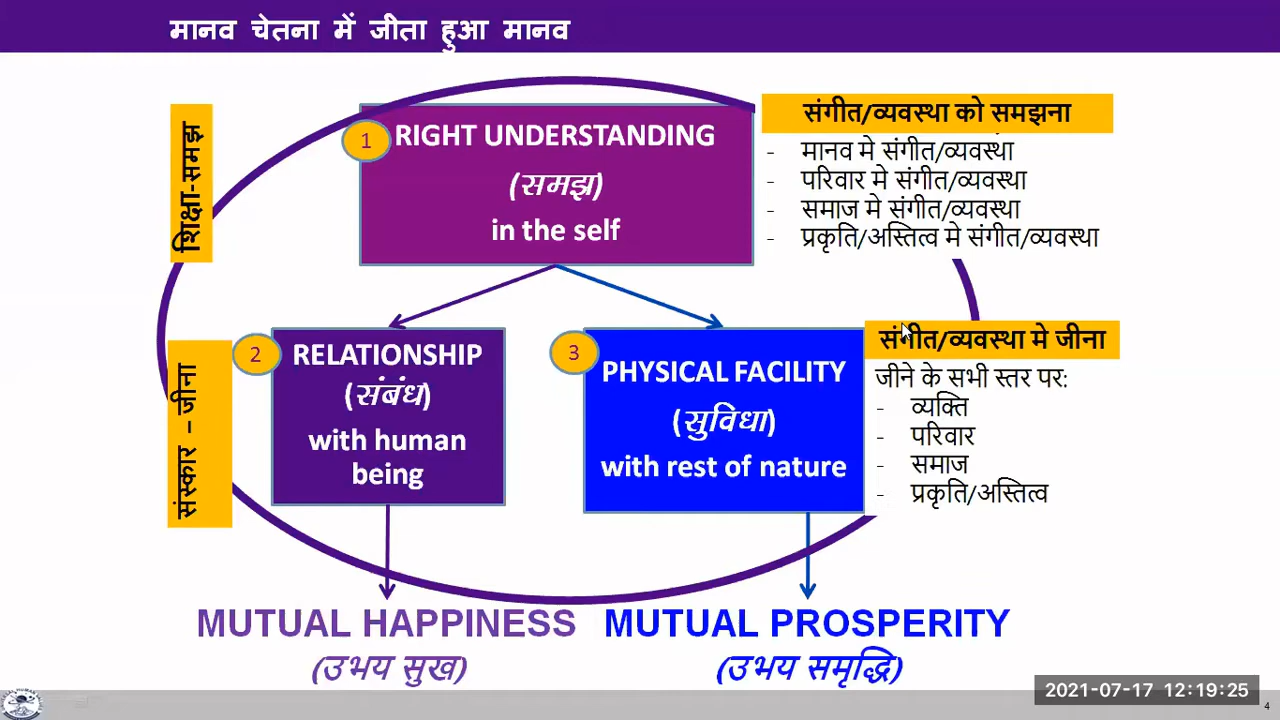 मानव चेतना में जीता हुआ मानव
शिक्षा-समझ
1
RIGHT UNDERSTANDING
(समझ)
in the self
संगीत/व्यवस्था को समझना
- मानव मे संगीत/व्यवस्था
- परिवार मे संगीत/व्यवस्था
- समाज मे संगीत/व्यवस्था
- प्रकृति/अस्तित्व मे संगीत/व्यवस्था
संस्कार – जीना
2
RELATIONSHIP
(संबंध)
with human
being
3
PHYSICAL FACILITY
(सुविधा)
with rest of nature
संगीत/व्यवस्था मे जीना
जीने के सभी स्तर पर:
- व्यक्ति
- परिवार
- समाज
- प्रकृति/अस्तित्व
MUTUAL HAPPINESS
(उभय सुख)
MUTUAL PROSPERITY
(उभय समृद्धि)
2021-07-17 12:19:25
4